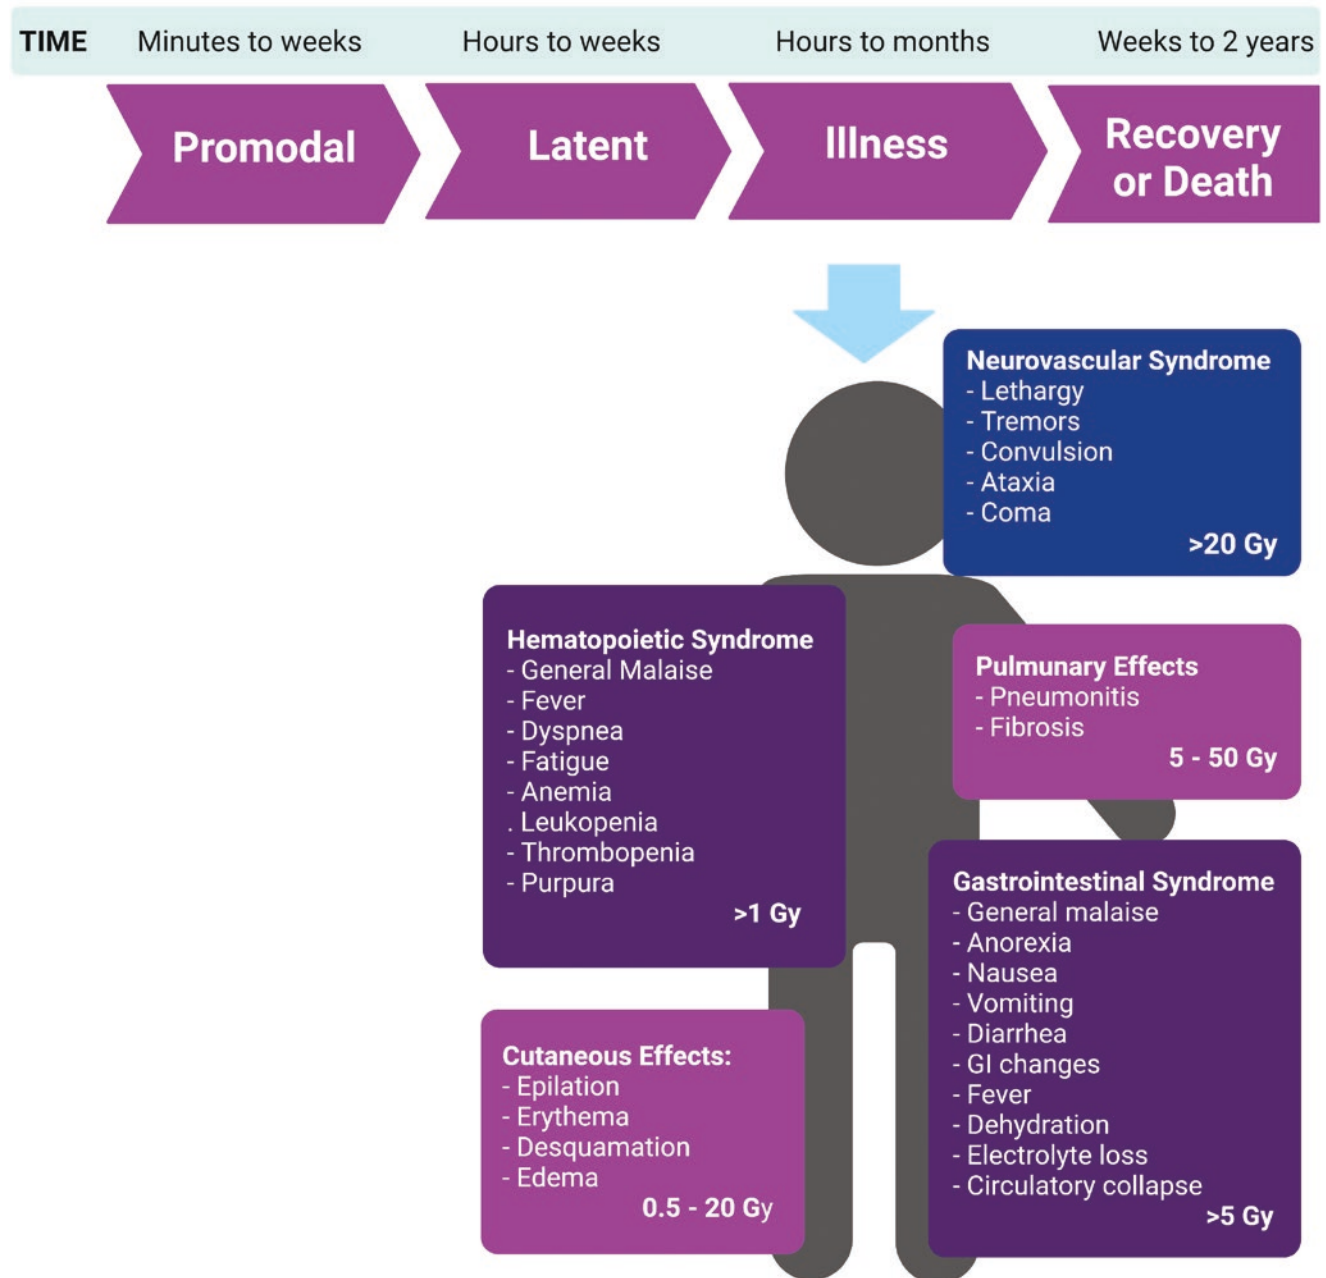 TIME Minutes to weeks Hours to weeks Hours to months Weeks to 2 years
Promodal
Latent
Illness
Recovery
or Death
Neurovascular Syndrome
- Lethargy
- Tremors
- Convulsion
- Ataxia
- Coma
>20 Gy
Hematopoietic Syndrome
- General Malaise
- Fever
- Dyspnea
- Fatigue
- Anemia
. Leukopenia
- Thrombopenia
- Purpura
>1 Gy
Pulmunary Effects
- Pneumonitis
- Fibrosis
5 - 50 Gy
Gastrointestinal Syndrome
- General malaise
- Anorexia
- Nausea
- Vomiting
- Diarrhea
- GI changes
- Fever
- Dehydration
- Electrolyte loss
- Circulatory collapse
>5 Gy
Cutaneous Effects:
- Epilation
- Erythema
- Desquamation
- Edema
0.5 - 20 Gy